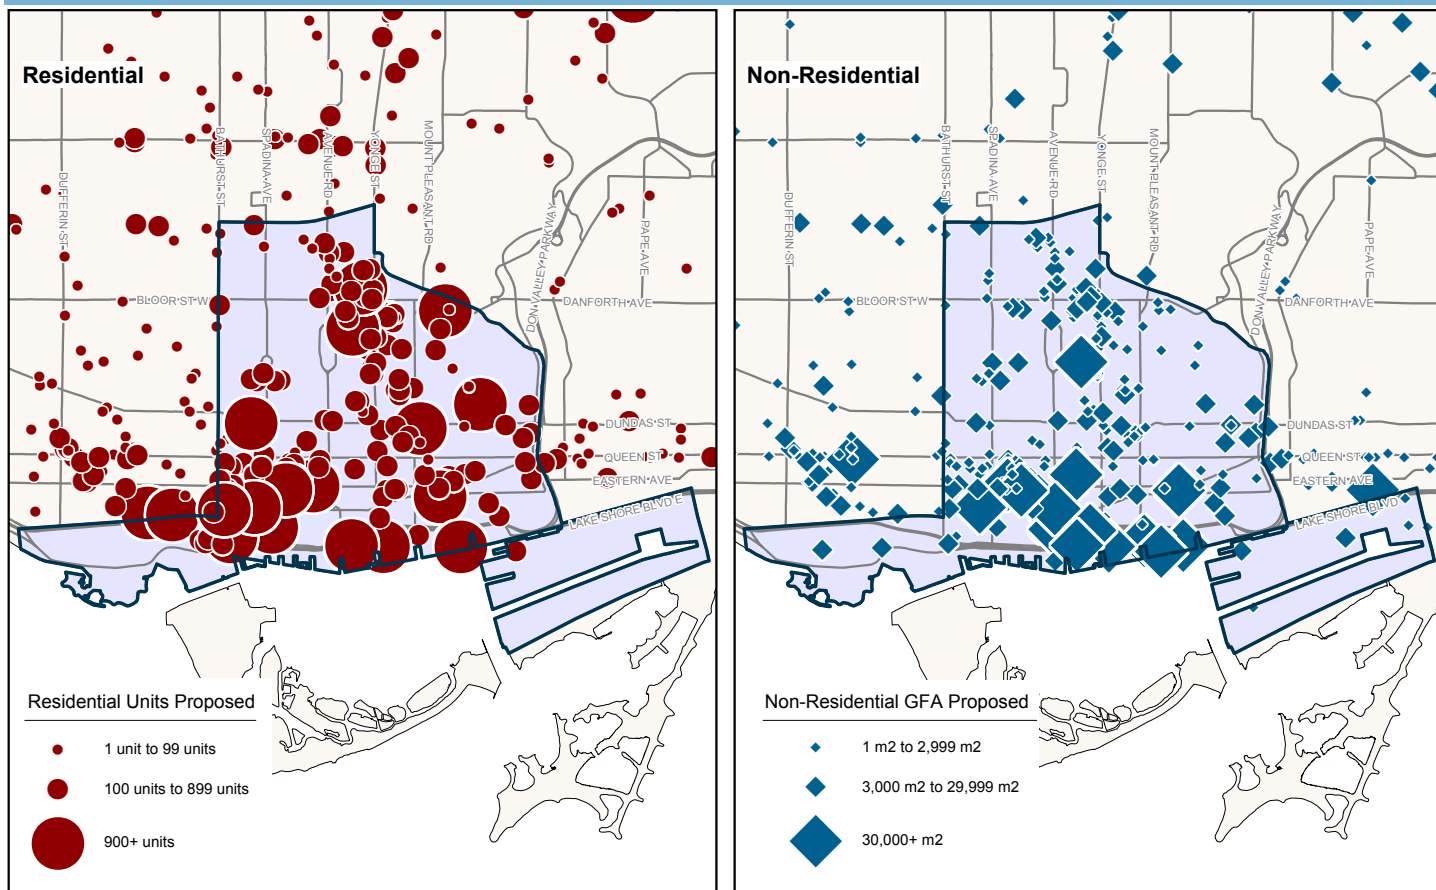 Residential
BATHURST ST
SPADINA AVE
AVENUE RD
YONGE ST
MOUNT PLEASANT RD
DUFFERIN ST
DON VALLEY PARKWAY
PAPE AVE
BLOOR ST W
DANFORTH AVE
DUNDAS ST
QUEEN ST
EASTERN AVE
LAKE SHORE BLVD E
Residential Units Proposed
1 unit to 99 units
100 units to 899 units
900+ units
Non-Residential
BATHURST ST
SPADINA AVE
AVENUE RD
YONGE ST
MOUNT PLEASANT RD
DUFFERIN ST
DON VALLEY PARKWAY
PAPE AVE
BLOOR ST W
DANFORTH AVE
DUNDAS ST
QUEEN ST
EASTERN AVE
LAKE SHORE BLVD
Non-Residential GFA Proposed
1 m2 to 2,999 m2
3,000 m2 to 29,999 m2
30,000+ m2